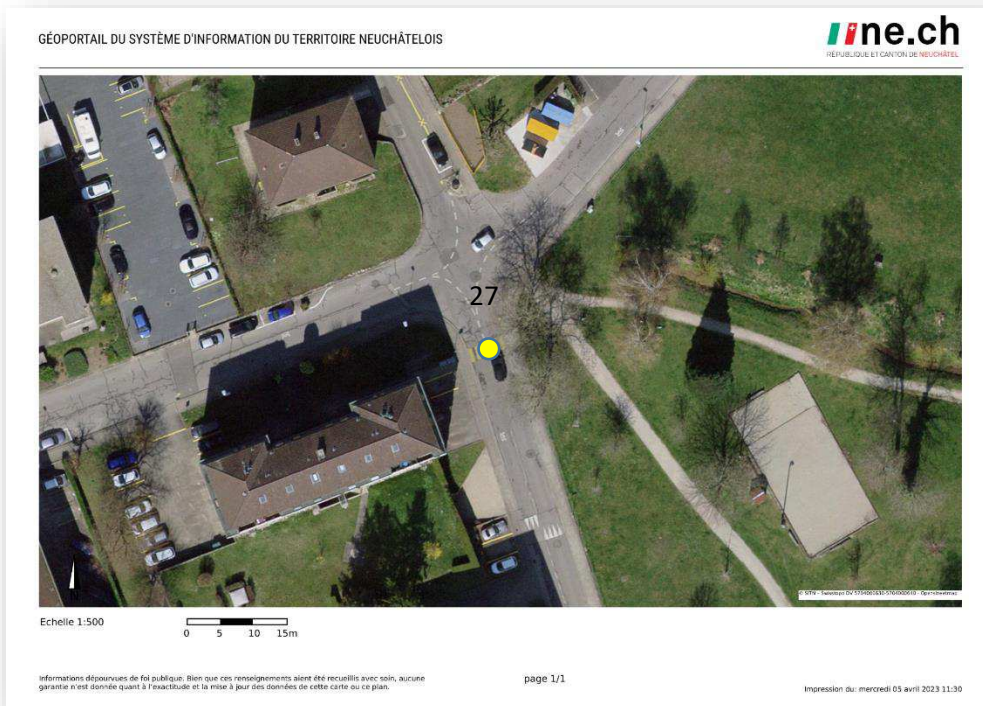 GÉOPORTAIL DU SYSTÈME D'INFORMATION DU TERRITOIRE NEUCHÂTELOIS
ne.ch
RÉPUBLIQUE ET CANTON DE NEUCHÂTEL
27
Echelle 1:500
0 5 10 15m
Informations dépourvues de foi publique. Bien que ces renseignements aient été recueillis avec soin, aucune
garantie n'est donnée quant à l'exactitude et la mise à jour des données de cette carte ou ce plan.
page 1/1
Impression du: mercredi 05 avril 2023 11:30